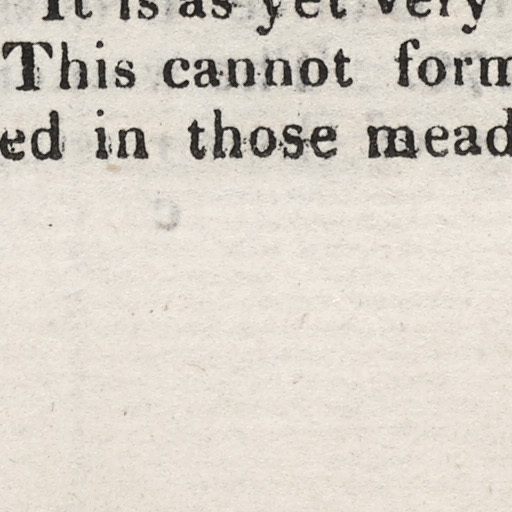 It is as yet very
This cannot form
ed in those mead